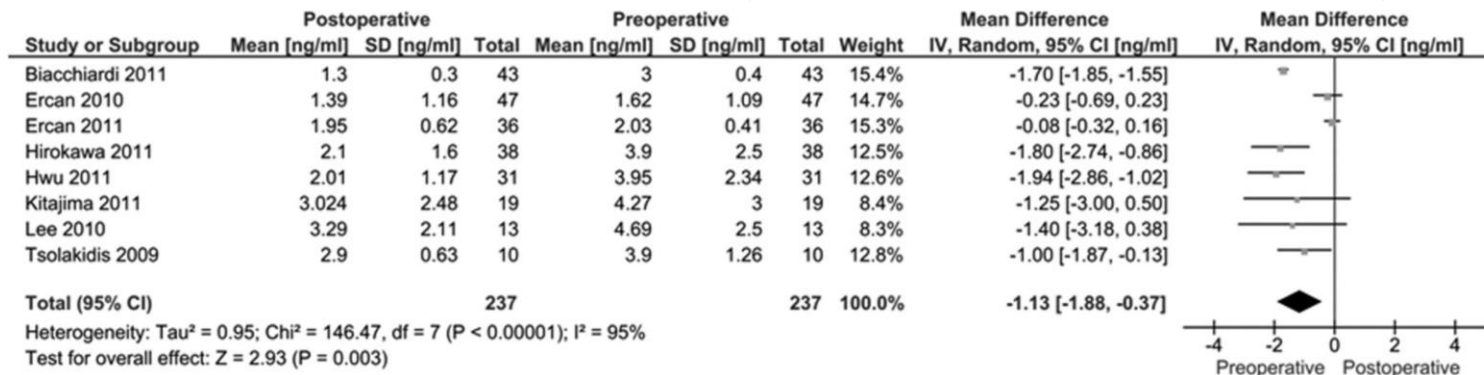 Postoperative Preoperative Mean Difference Mean Difference
Study or Subgroup Mean [ng/ml] SD [ng/ml] Total Mean [ng/ml] SD [ng/ml] Total Weight IV, Random, 95% CI [ng/ml] IV, Random, 95% CI [ng/ml]
Biacchiardi 2011 1.3 0.3 43 3 0.4 43 15.4% -1.70 [-1.85, -1.55]
Ercan 2010 1.39 1.16 47 1.62 1.09 47 14.7% -0.23 [-0.69, 0.23]
Ercan 2011 1.95 0.62 36 2.03 0.41 36 15.3% -0.08 [-0.32, 0.16]
Hirokawa 2011 2.1 1.6 38 3.9 2.5 38 12.5% -1.80 [-2.74, -0.86]
Hwu 2011 2.01 1.17 31 3.95 2.34 31 12.6% -1.94 [-2.86, -1.02]
Kitajima 2011 3.024 2.48 19 4.27 3 19 8.4% -1.25 [-3.00, 0.50]
Lee 2010 3.29 2.11 13 4.69 2.5 13 8.3% -1.40 [-3.18, 0.38]
Tsolakidis 2009 2.9 0.63 10 3.9 1.26 10 12.8% -1.00 [-1.87, -0.13]
Total (95% CI) 237 237 100.0% -1.13 [-1.88, -0.37]
Heterogeneity: Tau² = 0.95; Chi² = 146.47, df = 7 (P < 0.00001); I² = 95%
Test for overall effect: Z = 2.93 (P = 0.003)
-4 -2 0 2 4
Preoperative Postoperative